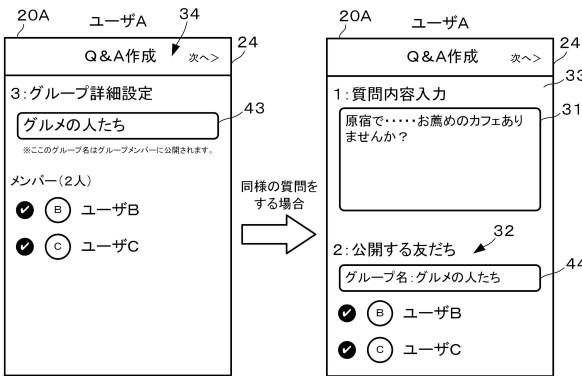 20A
ユーザA
34
Q&A作成
次へ>
24
3:グループ詳細設定
グルメの人たち
43
※ここのグループ名はグループメンバーに公開されます。
メンバー(2人)
B ユーザB
C ユーザC
同様の質問を
する場合
20A
ユーザA
Q&A作成
次へ>
24
33
1:質問内容入力
31
原宿で・・・・・お薦めのカフェあり
ませんか?
32
2:公開する友だち
グループ名:グルメの人たち
44
B ユーザB
C ユーザC